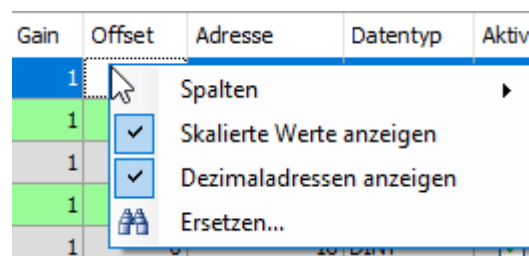 Gain Offset Adresse Datentyp Aktiv
1
Spalten
1
Skalierte Werte anzeigen
1
Dezimaladressen anzeigen
1
Ersetzen...
1